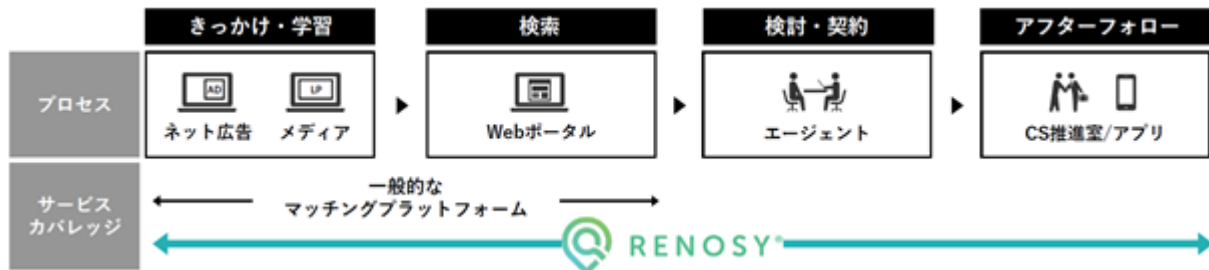 きっかけ・学習
検索
検討・契約
アフターフォロー
プロセス
AD
LP
ネット広告
メディア
Webポータル
エージェント
CS推進室/アプリ
サービス
カバレッジ
一般的な
マッチングプラットフォーム
RENOSY®